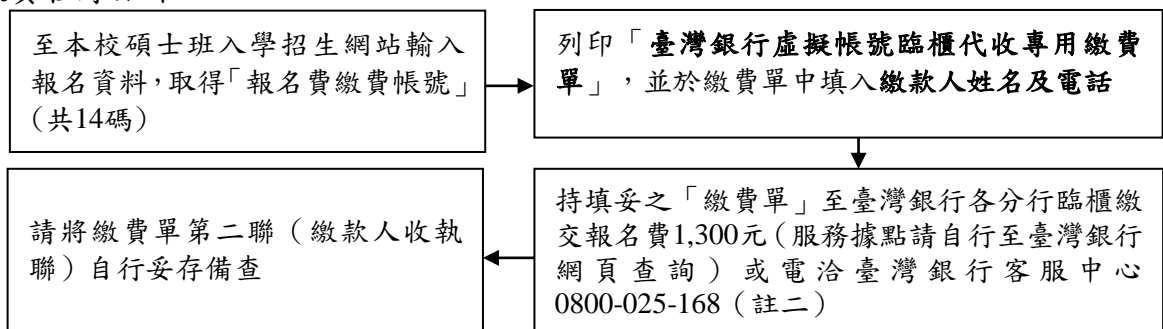 至本校碩士班入學招生網站輸入
報名資料，取得「報名費繳費帳號」
（共14碼）
列印「臺灣銀行虛擬帳號臨櫃代收專用繳費
單」，並於繳費單中填入繳款人姓名及電話
持填妥之「繳費單」至臺灣銀行各分行臨櫃繳
交報名費1,300元（服務據點請自行至臺灣銀行
網頁查詢）或電洽臺灣銀行客服中心
0800-025-168（註二）
請將繳費單第二聯（繳款人收執
聯）自行妥存備查